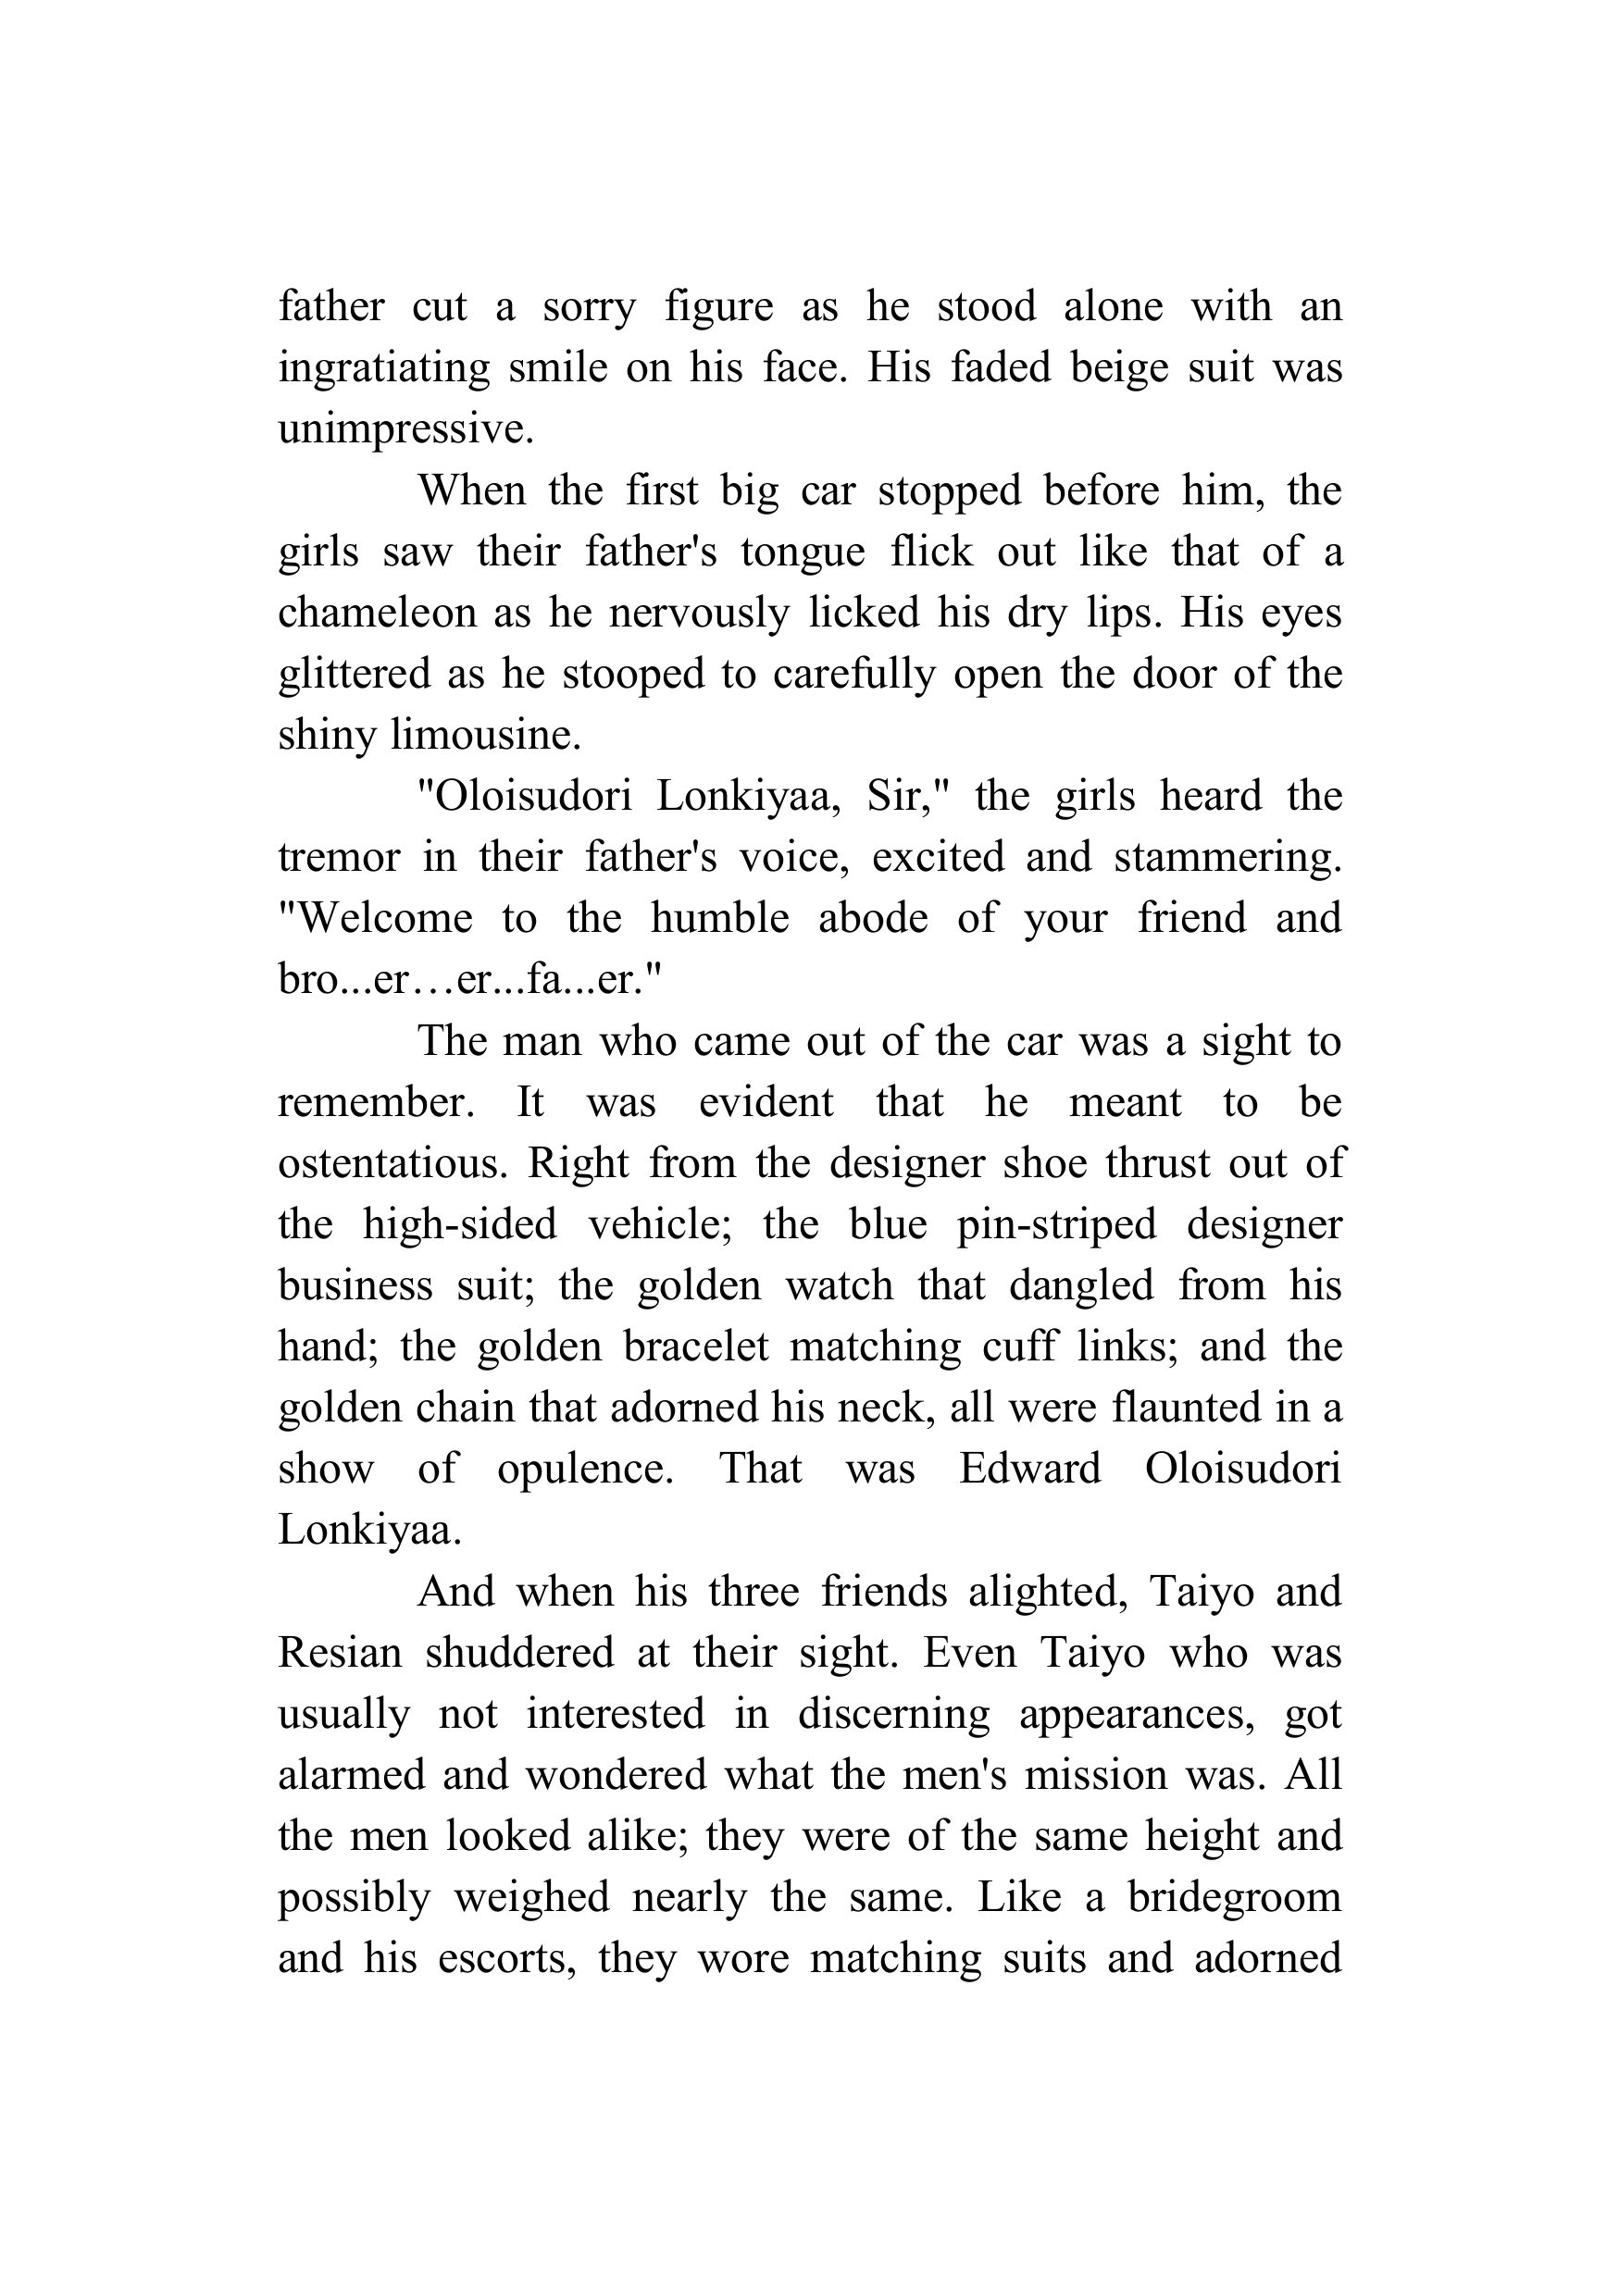 father cut a sorry figure as he stood alone with an
ingratiating smile on his face. His faded beige suit was
unimpressive.
When the first big car stopped before him, the
girls saw their father's tongue flick out like that of a
chameleon as he nervously licked his dry lips. His eyes
glittered as he stooped to carefully open the door of the
shiny limousine.
"Oloisudori Lonkiyaa, Sir," the girls heard the
tremor in their father's voice, excited and stammering.
"Welcome to the humble abode of your friend and
bro...er…er...fa...er."
The man who came out of the car was a sight to
remember. It was evident that he meant to be
ostentatious. Right from the designer shoe thrust out of
the high-sided vehicle; the blue pin-striped designer
business suit; the golden watch that dangled from his
hand; the golden bracelet matching cuff links; and the
golden chain that adorned his neck, all were flaunted in a
show of opulence. That was Edward Oloisudori
Lonkiyaa.
And when his three friends alighted, Taiyo and
Resian shuddered at their sight. Even Taiyo who was
usually not interested in discerning appearances, got
alarmed and wondered what the men's mission was. All
the men looked alike; they were of the same height and
possibly weighed nearly the same. Like a bridegroom
and his escorts, they wore matching suits and adorned